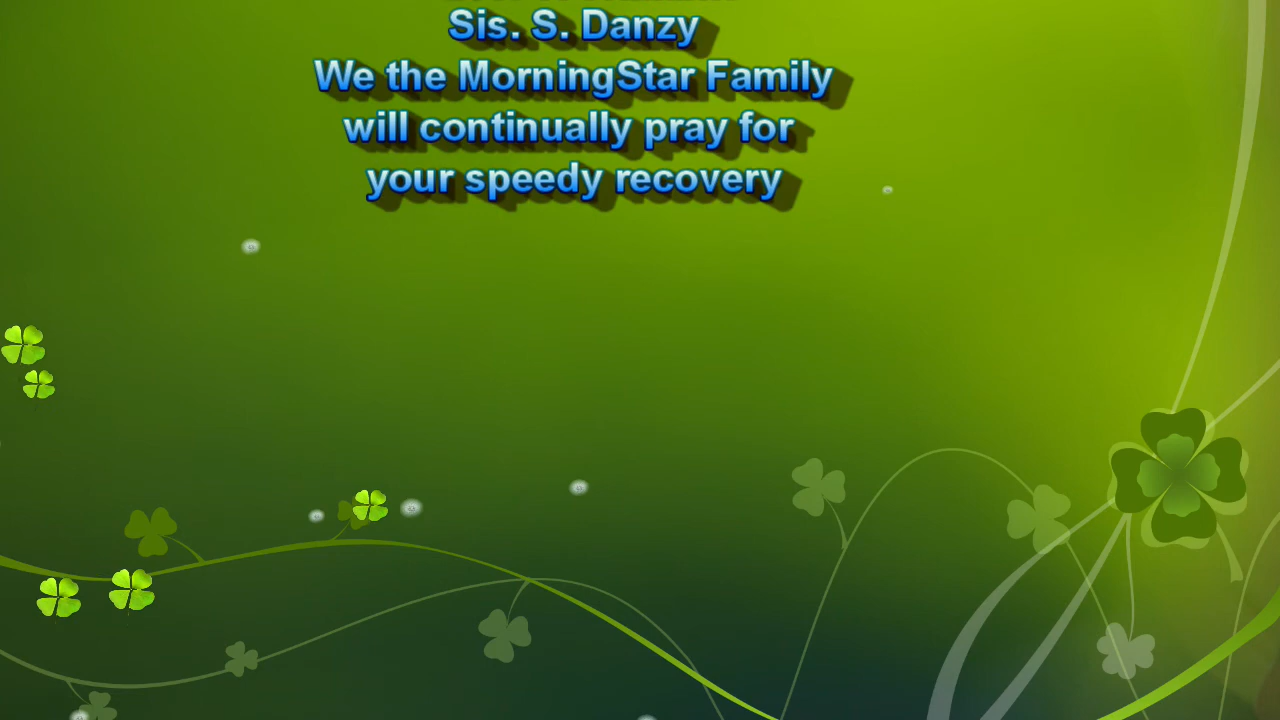 Sis. S. Danzy
We the MorningStar Family
will continually pray for
your speedy recovery